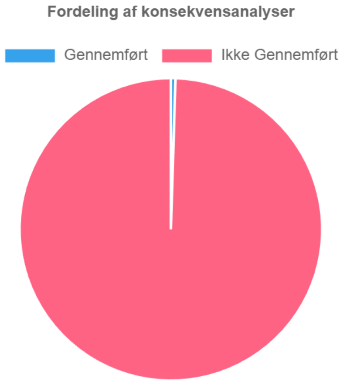 Fordeling af konsekvensanalyser
Gennemført Ikke Gennemført